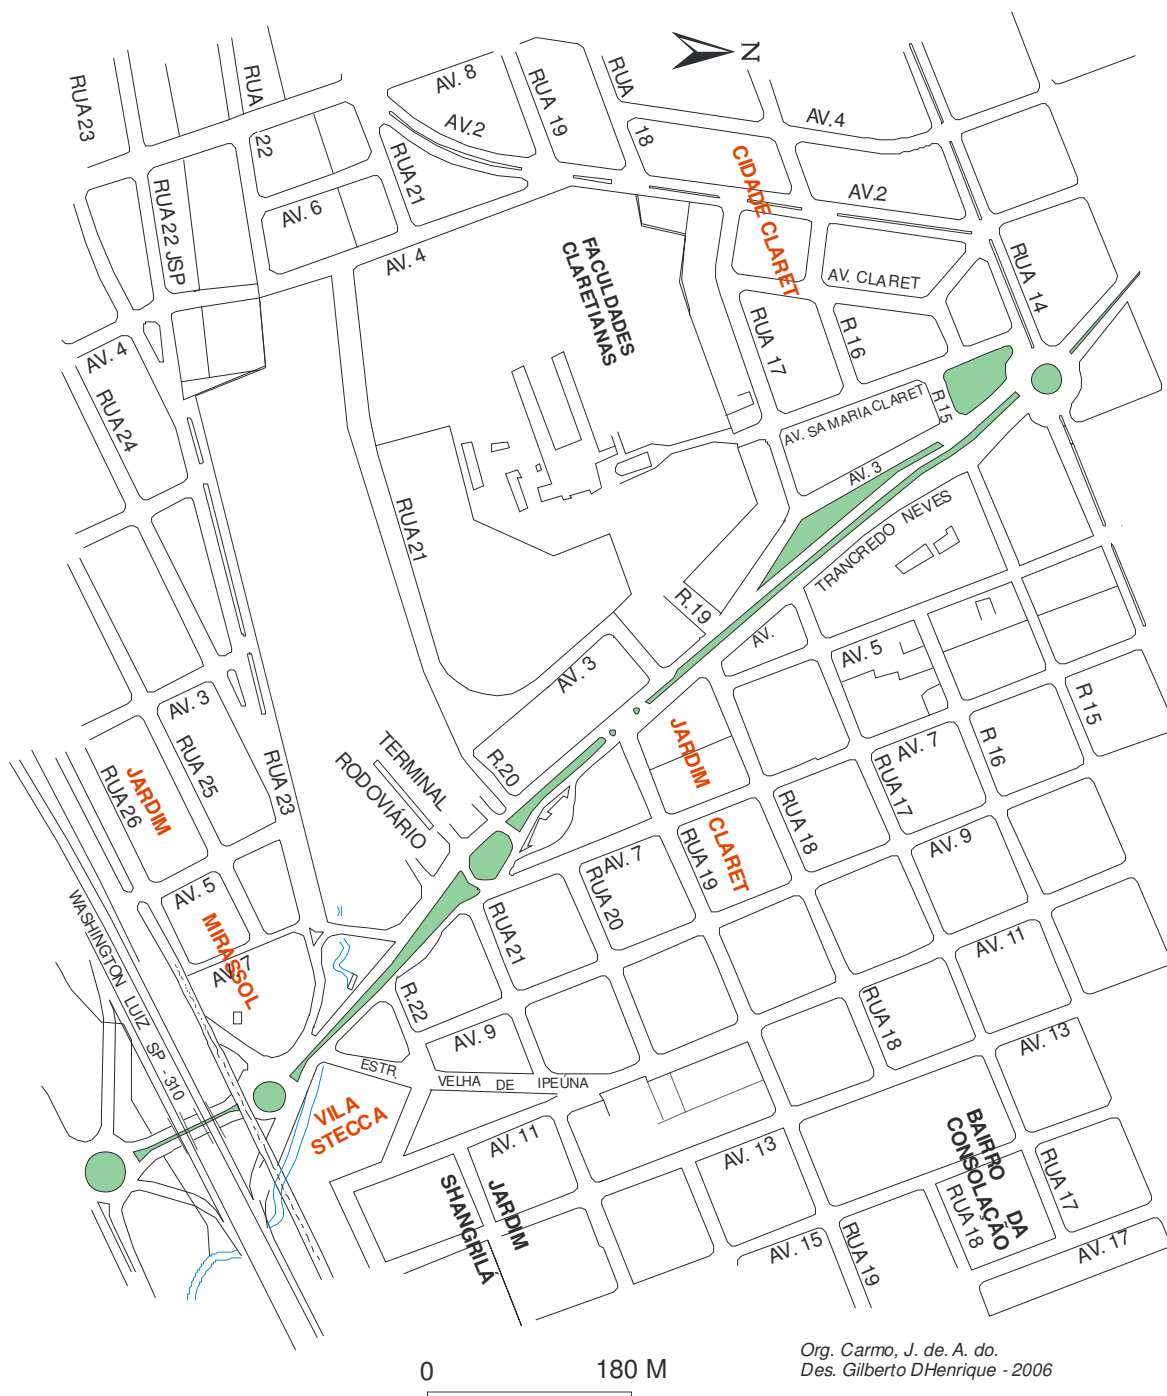 N
RUA 23
RUA
22
AV. 8
AV.2
RUA 19
RUA
18
AV.4
CIDADE CLARET
AV.2
RUA 21
RUA 22 JSP
AV. 6
AV. 4
FACULDADES
CLARETIANAS
AV. CLARET
RUA 14
RUA 17
R 16
AV. 4
RUA 24
AV. SA MARIA CLARET
R 15
AV. 3
RUA 21
TRANCREDO NEVES
R. 19
AV.
AV. 5
AV. 3
AV. 3
RUA 25
RUA 23
RUA 26
JARDIM
TERMINAL
RODOVIÁRIO
R.20
JARDIM
CLARET
R 15
R 16
AV. 7
RUA 17
RUA 18
AV. 9
RUA 19
AV. 7
RUA 20
AV. 5
MIRASSOL
AV. 7
WASHINGTON LUIZ SP - 310
RUA 21
R.22
AV. 9
AV. 11
RUA 18
AV. 13
ESTR.
VELHA DE IPEÚNA
VILA
STECCA
AV. 11
AV. 13
JARDIM
SHANGRILÁ
BAIRRO DA
CONSOLAÇÃO
RUA 17
RUA 18
AV. 15
RUA 19
AV. 17
0 180 M
Org. Carmo, J. de. A. do.
Des. Gilberto DHenrique - 2006